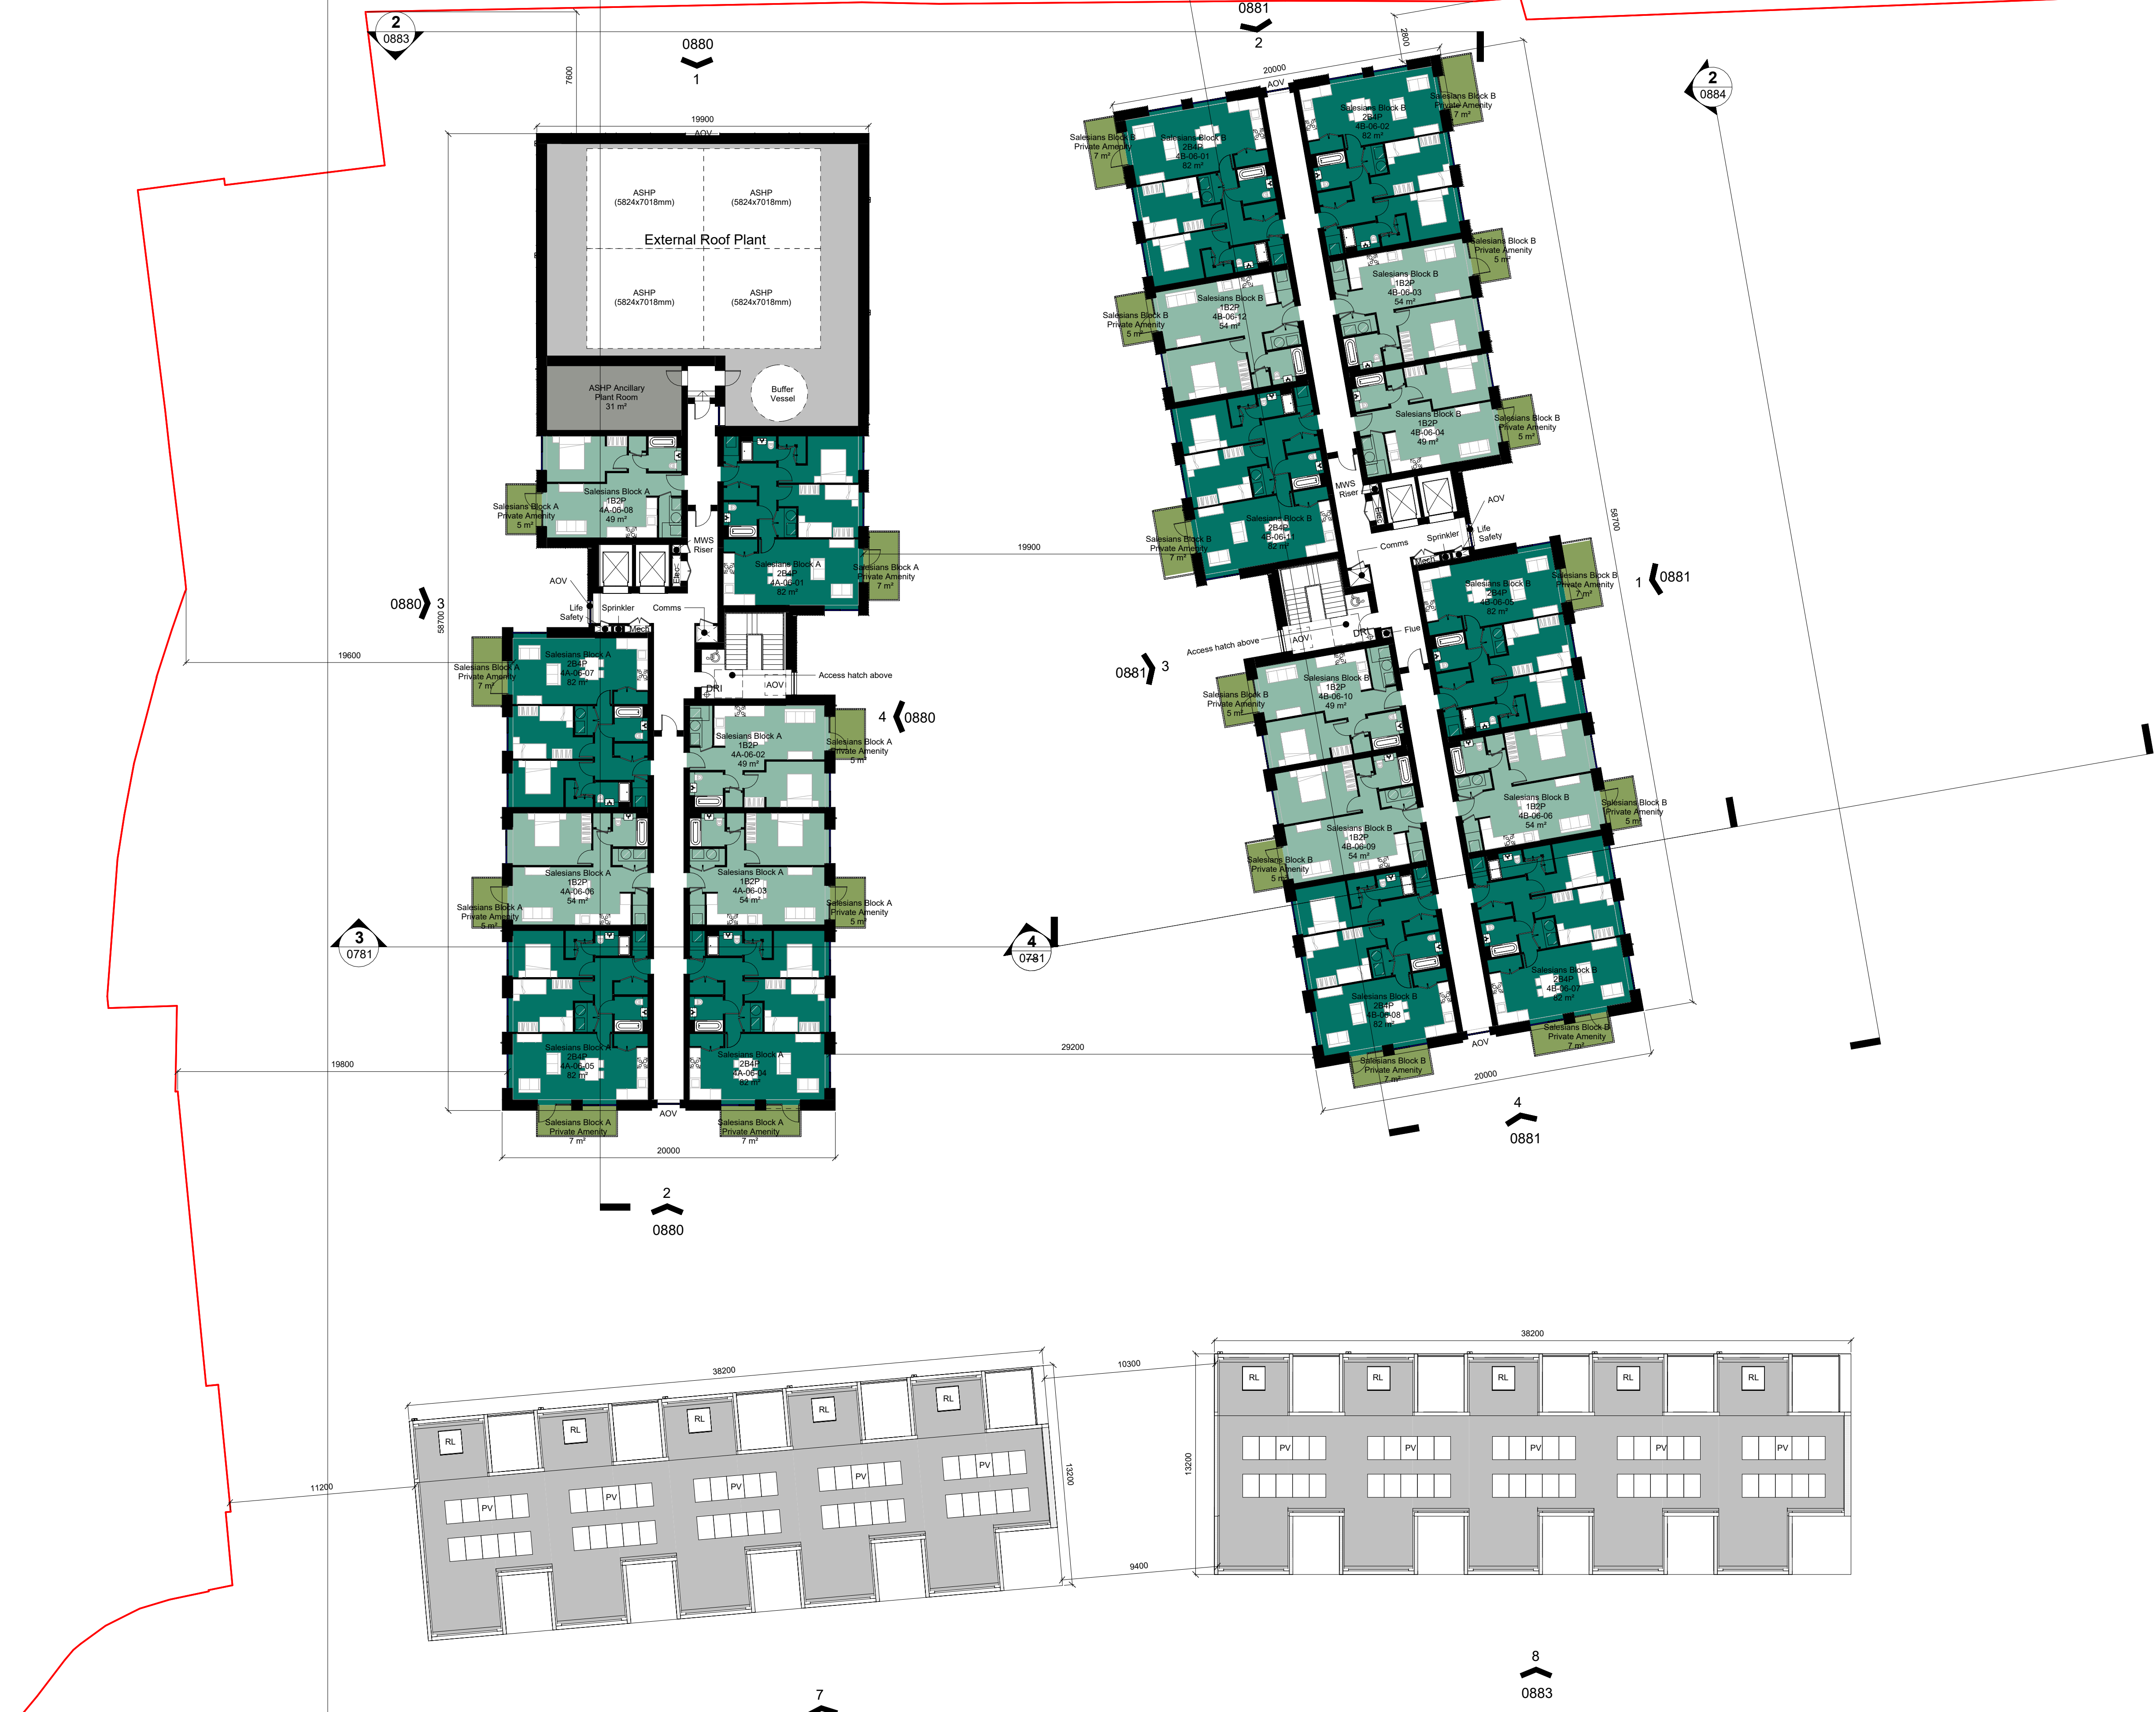 2
0883
7600
0880
1
0881
2
2800
20000
AOV
2
0884
19900
AOV
ASHP
(5824x7018mm)
ASHP
(5824x7018mm)
External Roof Plant
ASHP
(5824x7018mm)
ASHP
(5824x7018mm)
ASHP Ancillary
Plant Room
31 m²
Buffer
Vessel
Salesians Block A
1B2P
4A-06-08
49 m²
Salesians Block A
Private Amenity
5 m²
MWS
Riser
Elec
Salesians Block A
2B4P
4A-06-01
82 m²
Salesians Block A
Private Amenity
7 m²
AOV
Life
Safety
Sprinkler
Comms
Mech
0880
3
58700
19600
Salesians Block A
2B4P
4A-06-07
82 m²
Salesians Block A
Private Amenity
7 m²
DRI
AOV
Access hatch above
4
0880
Salesians Block A
1B2P
4A-06-02
49 m²
Salesians Block A
Private Amenity
5 m²
Salesians Block A
1B2P
4A-06-06
54 m²
Salesians Block A
Private Amenity
5 m²
Salesians Block A
1B2P
4A-06-03
54 m²
Salesians Block A
Private Amenity
5 m²
3
0781
4
0781
Salesians Block A
2B4P
4A-06-05
82 m²
Salesians Block A
2B4P
4A-06-04
82 m²
19800
29200
AOV
Salesians Block A
Private Amenity
7 m²
Salesians Block A
Private Amenity
7 m²
20000
2
0880
Salesians Block B
Private Amenity
7 m²
Salesians Block B
2B4P
4B-06-01
82 m²
Salesians Block B
2B4P
4B-06-02
82 m²
Salesians Block B
Private Amenity
7 m²
Salesians Block B
Private Amenity
5 m²
Salesians Block B
1B2P
4B-06-03
54 m²
Salesians Block B
1B2P
4B-06-12
54 m²
Salesians Block B
Private Amenity
5 m²
Salesians Block B
1B2P
4B-06-04
49 m²
Salesians Block B
Private Amenity
5 m²
MWS
Riser
Elec
AOV
Life
Safety
Sprinkler
Comms
Mech
58700
19900
Salesians Block B
2B4P
4B-06-11
82 m²
Salesians Block B
Private Amenity
7 m²
Salesians Block B
2B4P
4B-06-05
82 m²
Salesians Block B
Private Amenity
7 m²
1
0881
Access hatch above
AOV
DRI
Flue
0881
3
Salesians Block B
1B2P
4B-06-10
49 m²
Salesians Block B
Private Amenity
5 m²
Salesians Block B
1B2P
4B-06-06
54 m²
Salesians Block B
Private Amenity
5 m²
Salesians Block B
1B2P
4B-06-09
54 m²
Salesians Block B
Private Amenity
5 m²
Salesians Block B
2B4P
4B-06-08
82 m²
Salesians Block B
2B4P
4B-06-07
82 m²
AOV
Salesians Block B
Private Amenity
7 m²
Salesians Block B
Private Amenity
7 m²
20000
4
0881
38200
RL
RL
RL
RL
RL
PV
PV
PV
PV
PV
13200
11200
10300
9400
38200
13200
RL
RL
RL
RL
RL
PV
PV
PV
PV
PV
7
8
0883